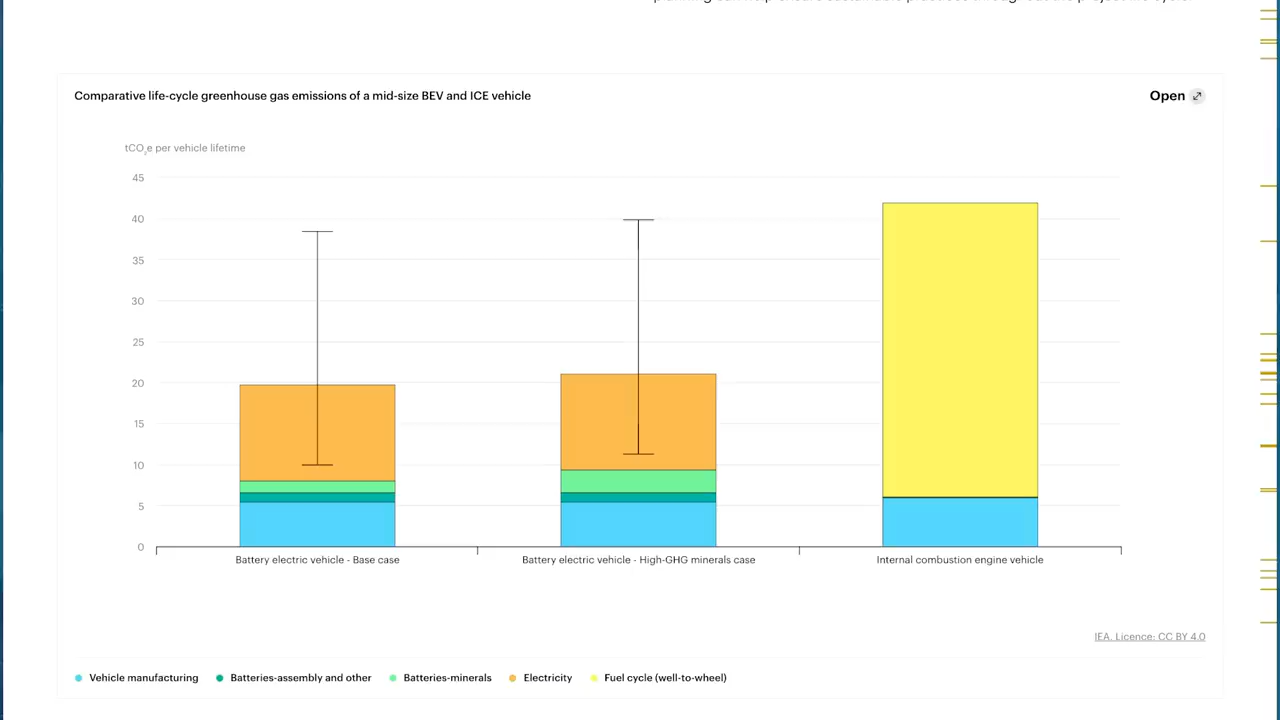 Comparative life-cycle greenhouse gas emissions of a mid-size BEV and ICE vehicle
Open
tCO₂e per vehicle lifetime
45
40
35
30
25
20
15
10
5
0
Battery electric vehicle - Base case
Battery electric vehicle - High-GHG minerals case
Internal combustion engine vehicle
IEA. Licence: CC BY 4.0
Vehicle manufacturing
Batteries-assembly and other
Batteries-minerals
Electricity
Fuel cycle (well-to-wheel)